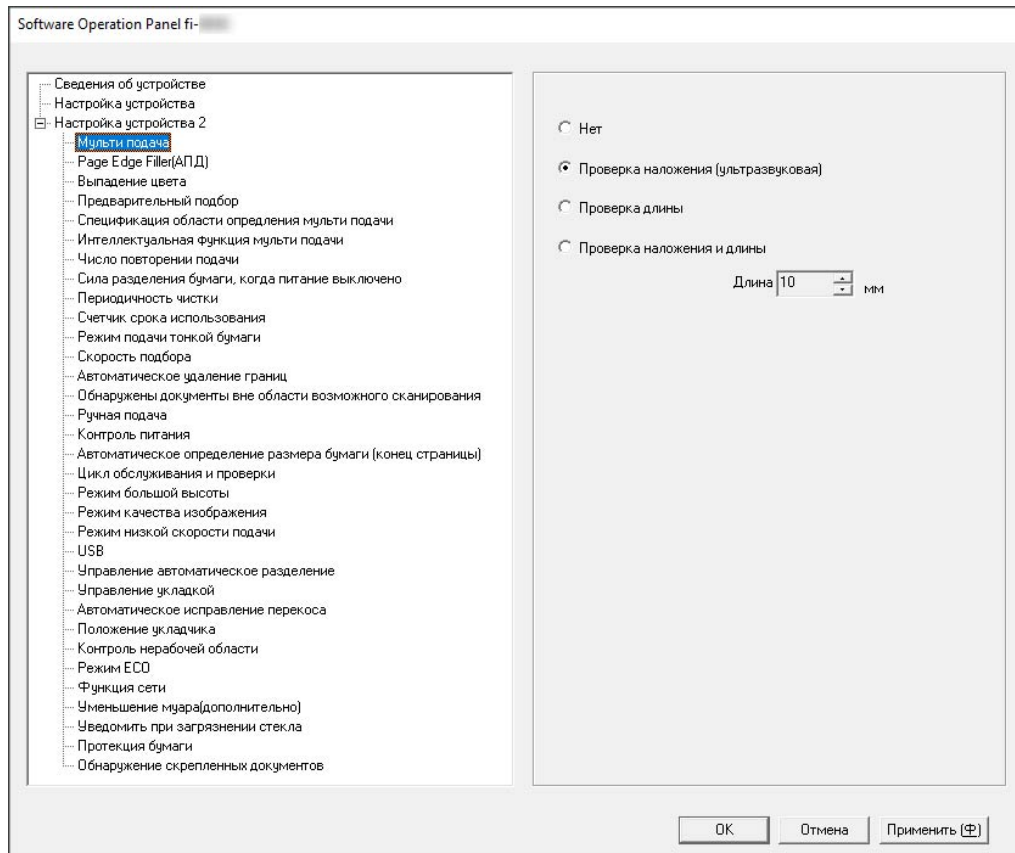 Software Operation Panel fi-
Сведения об устройстве
Настройка устройства
Настройка устройства 2
Мульти подача
Page Edge Filler(АПД)
Выпадение цвета
Предварительный подбор
Спецификация области опредления мульти подачи
Интеллектуальная функция мульти подачи
Число повторении подачи
Сила разделения бумаги, когда питание выключено
Периодичность чистки
Счетчик срока использования
Режим подачи тонкой бумаги
Скорость подбора
Автоматическое удаление границ
Обнаружены документы вне области возможного сканирования
Ручная подача
Контроль питания
Автоматическое определение размера бумаги (конец страницы)
Цикл обслуживания и проверки
Режим большой высоты
Режим качества изображения
Режим низкой скорости подачи
USB
Управление автоматическое разделение
Управление укладкой
Автоматическое исправление перекоса
Положение укладчика
Контроль нерабочей области
Режим ECO
Функция сети
Уменьшение муара(дополнительно)
Уведомить при загрязнении стекла
Протекция бумаги
Обнаружение скрепленных документов
Нет
Проверка наложения (ультразвуковая)
Проверка длины
Проверка наложения и длины
Длина 10 мм
OK Отмена Применить (Ф)